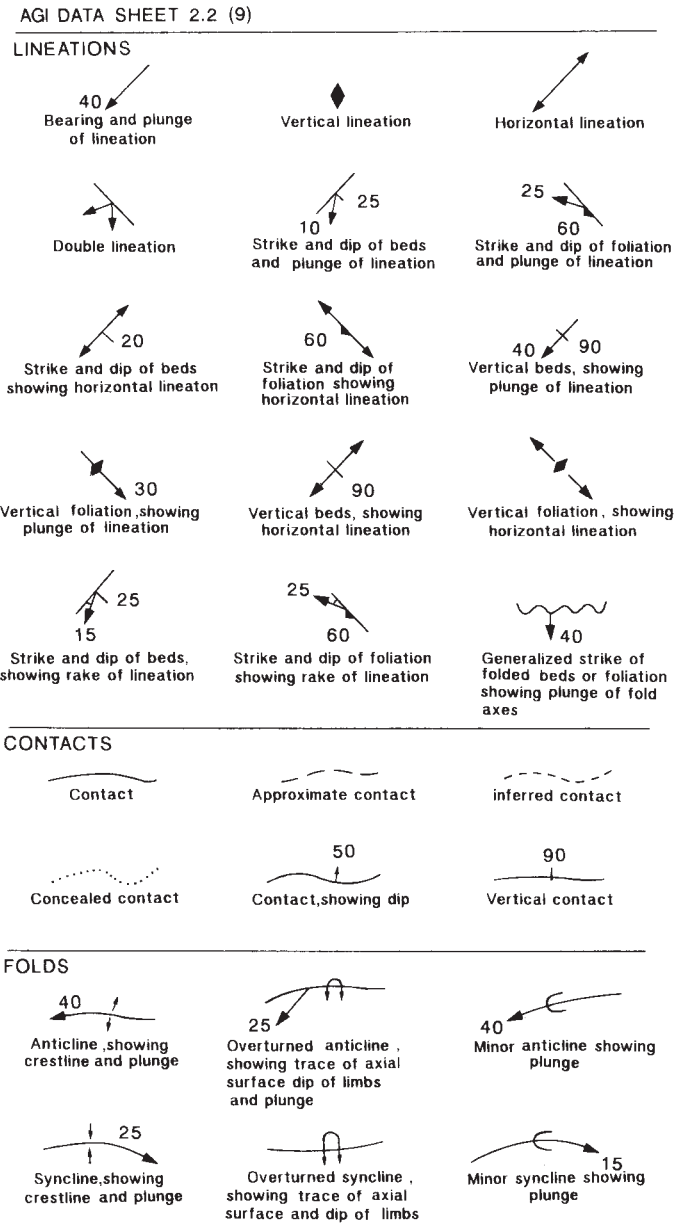 AGI DATA SHEET 2.2 (9)
LINEATIONS
40
Bearing and plunge
of lineation
Vertical lineation
Horizontal lineation
Double lineation
25
10
Strike and dip of beds
and plunge of lineation
25
60
Strike and dip of foliation
and plunge of lineation
20
Strike and dip of beds
showing horizontal lineaton
60
Strike and dip of
foliation showing
horizontal lineation
40 90
Vertical beds, showing
plunge of lineation
30
Vertical foliation,showing
plunge of lineation
90
Vertical beds, showing
horizontal lineation
Vertical foliation, showing
horizontal lineation
25
15
Strike and dip of beds,
showing rake of lineation
25
60
Strike and dip of foliation
showing rake of lineation
40
Generalized strike of
folded beds or foliation
showing plunge of fold
axes
CONTACTS
Contact
Approximate contact
inferred contact
Concealed contact
50
Contact,showing dip
90
Vertical contact
FOLDS
40
Anticline,showing
crestline and plunge
25
Overturned anticline,
showing trace of axial
surface dip of limbs
and plunge
40
Minor anticline showing
plunge
25
Syncline,showing
crestline and plunge
Overturned syncline,
showing trace of axial
surface and dip of limbs
15
Minor syncline showing
plunge